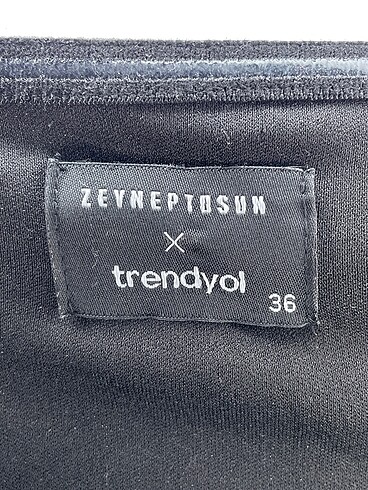 ZEYNEPTOSUN
X
trendyol
36